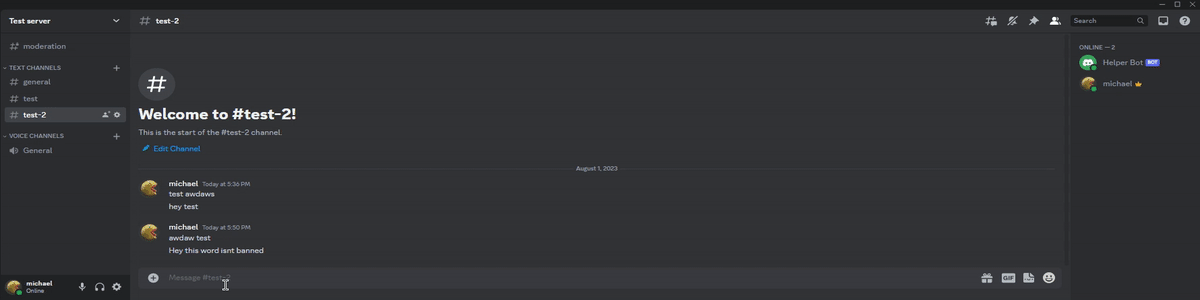 Test server
moderation
TEXT CHANNELS
general
test
test-2
VOICE CHANNELS
General
michael
Online
test-2
Search
Welcome to #test-2!
This is the start of the #test-2 channel.
Edit Channel
August 1, 2023
michael Today at 5:36 PM
test awdaws
hey test
michael Today at 5:50 PM
awdaw test
Hey this word isnt banned
Message #test-2
GIF
ONLINE — 2
Helper Bot BOT
michael